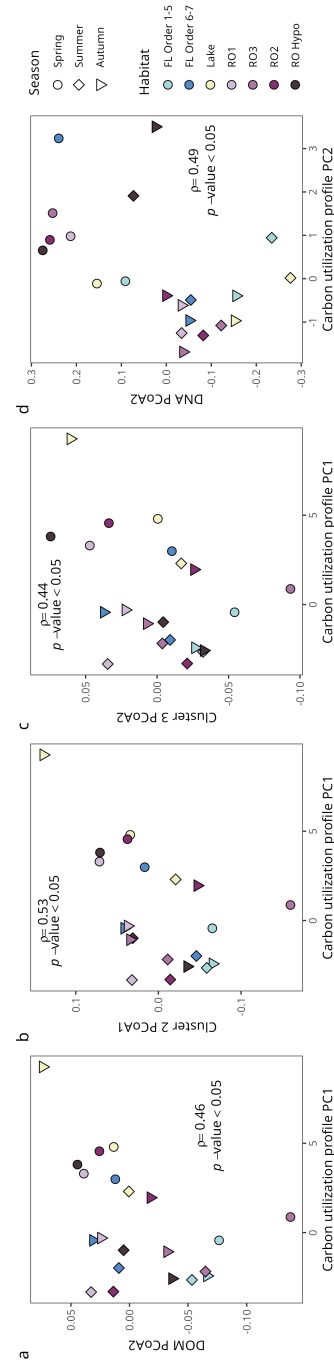 a
DOM PCoA2
0.05
0.00
-0.05
-0.10
ρ= 0.46
p –value < 0.05
0
5
Carbon utilization profile PC1
b
Cluster 2 PCoA1
0.1
0.0
-0.1
ρ= 0.53
p –value < 0.05
0
5
Carbon utilization profile PC1
c
Cluster 3 PCoA2
0.05
0.00
-0.05
-0.10
ρ= 0.44
p –value < 0.05
0
5
Carbon utilization profile PC1
d
DNA PCoA2
0.3
0.2
0.1
0.0
-0.1
-0.2
-0.3
ρ= 0.49
p –value < 0.05
-1
0
1
2
3
Carbon utilization profile PC2
Season
Spring
Summer
Autumn
Habitat
FL Order 1-5
FL Order 6-7
Lake
RO1
RO3
RO2
RO Hypo